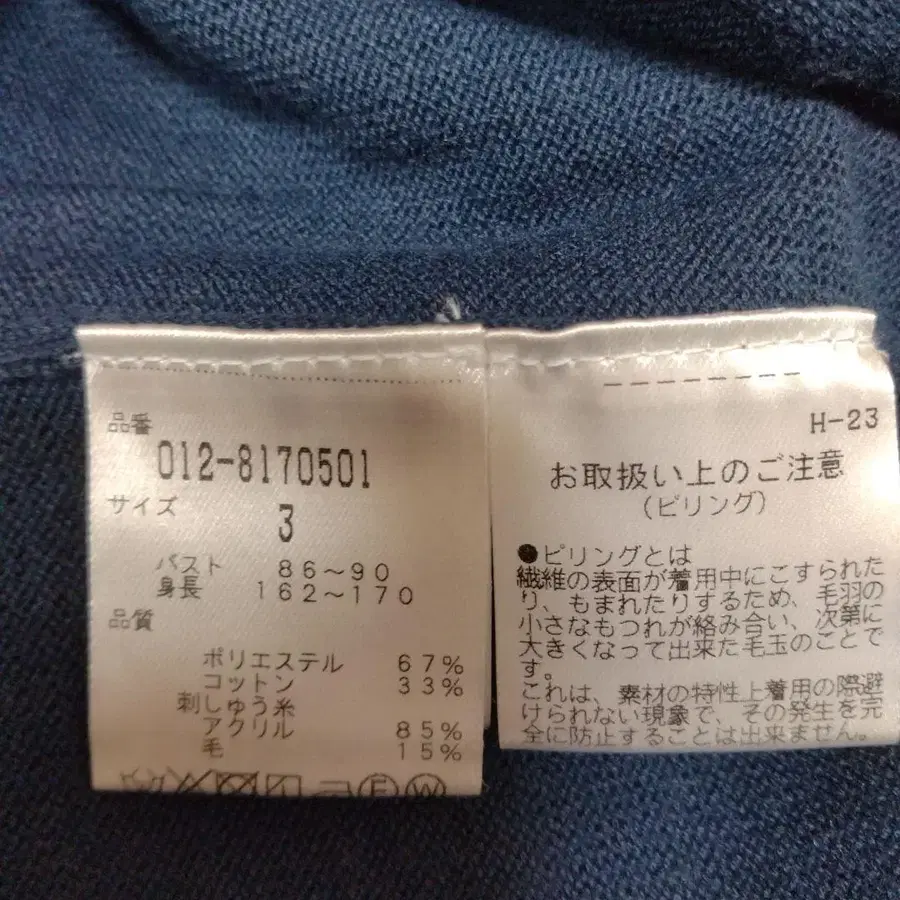 品番
012-8170501
サイズ
3
バスト 86〜90
身長 162〜170
品質
ポリエステル 67%
コットン 33%
刺しゅう糸
アクリル 85%
毛 15%
F W
H-23
お取扱い上のご注意
(ピリング)
●ピリングとは
繊維の表面が着用中にこすられた
り、もまれたりするため、毛羽の
小さなもつれが絡み合い、次第に
大きくなって出来た毛玉のことで
す。
これは、素材の特性上着用の際避
けられない現象で、その発生を完
全に防止することは出来ません。